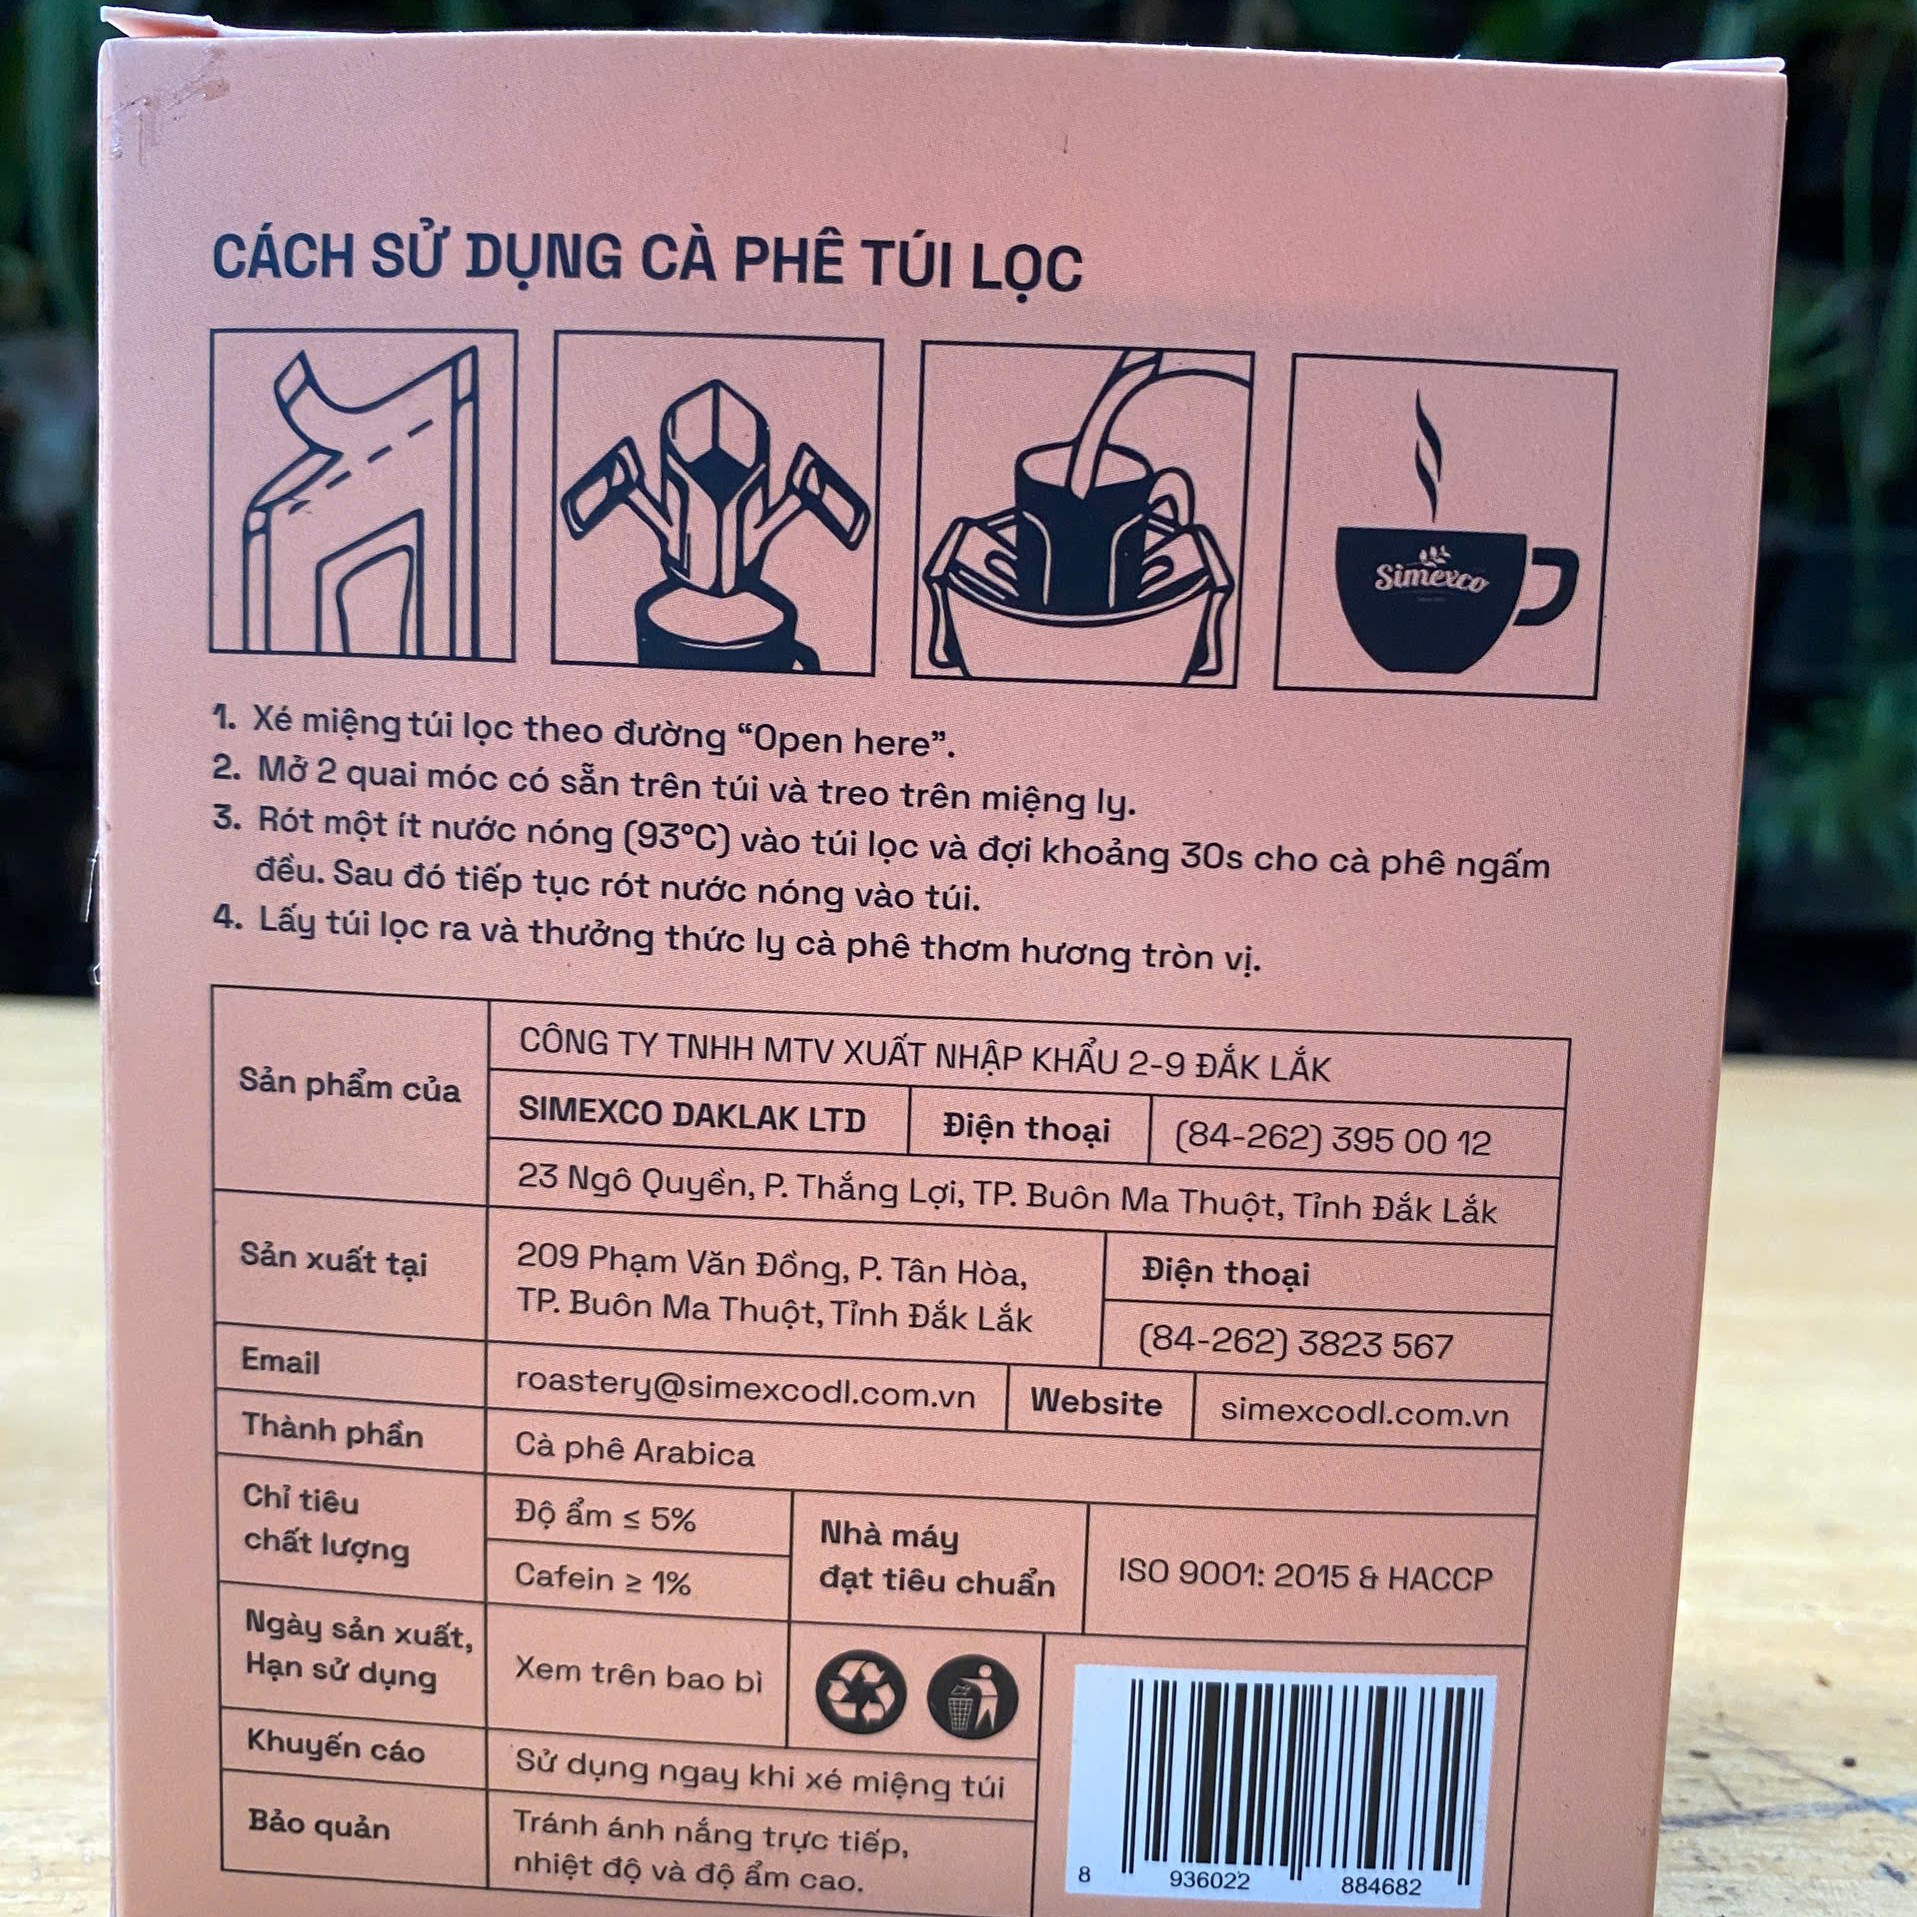 CÁCH SỬ DỤNG CÀ PHÊ TÚI LỌC
Simexco
1. Xé miệng túi lọc theo đường “Open here”.
2. Mở 2 quai móc có sẵn trên túi và treo trên miệng ly.
3. Rót một ít nước nóng (93°C) vào túi lọc và đợi khoảng 30s cho cà phê ngấm
đều. Sau đó tiếp tục rót nước nóng vào túi.
4. Lấy túi lọc ra và thưởng thức ly cà phê thơm hương tròn vị.
Sản phẩm của
CÔNG TY TNHH MTV XUẤT NHẬP KHẨU 2-9 ĐẮK LẮK
SIMEXCO DAKLAK LTD
Điện thoại
(84-262) 395 00 12
23 Ngô Quyền, P. Thắng Lợi, TP. Buôn Ma Thuột, Tỉnh Đắk Lắk
Sản xuất tại
209 Phạm Văn Đồng, P. Tân Hòa,
TP. Buôn Ma Thuột, Tỉnh Đắk Lắk
Điện thoại
(84-262) 3823 567
Email
roastery@simexcodl.com.vn
Website
simexcodl.com.vn
Thành phần
Cà phê Arabica
Chỉ tiêu
chất lượng
Độ ẩm ≤ 5%
Cafein ≥ 1%
Nhà máy
đạt tiêu chuẩn
ISO 9001: 2015 & HACCP
Ngày sản xuất,
Hạn sử dụng
Xem trên bao bì
Khuyến cáo
Sử dụng ngay khi xé miệng túi
Bảo quản
Tránh ánh nắng trực tiếp,
nhiệt độ và độ ẩm cao.
8 936022 884682